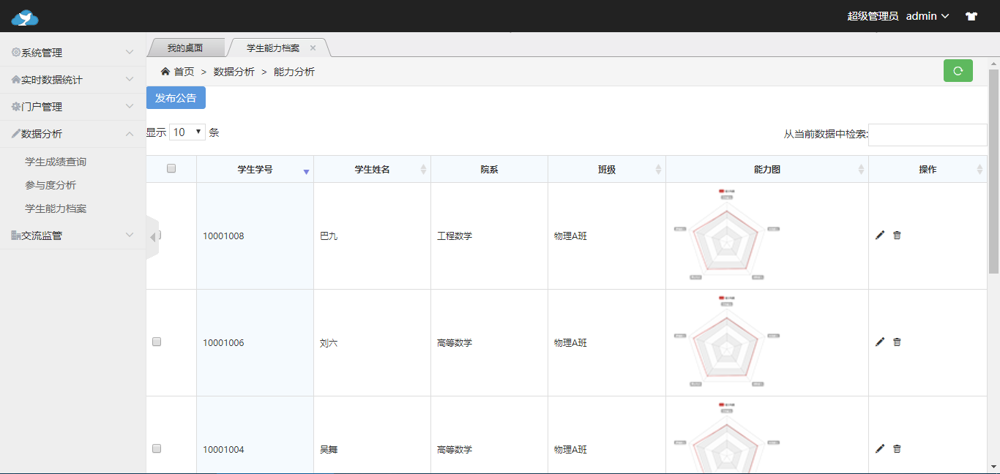 超级管理员 admin
系统管理
实时数据统计
门户管理
数据分析
学生成绩查询
参与度分析
学生能力档案
交流监管
我的桌面 学生能力档案 ×
首页 > 数据分析 > 能力分析
发布公告
显示 10 条 从当前数据中检索:
学生学号 学生姓名 院系 班级 能力图 操作
10001008 巴九 工程数学 物理A班
10001006 刘六 高等数学 物理A班
10001004 吴舞 高等数学 物理A班